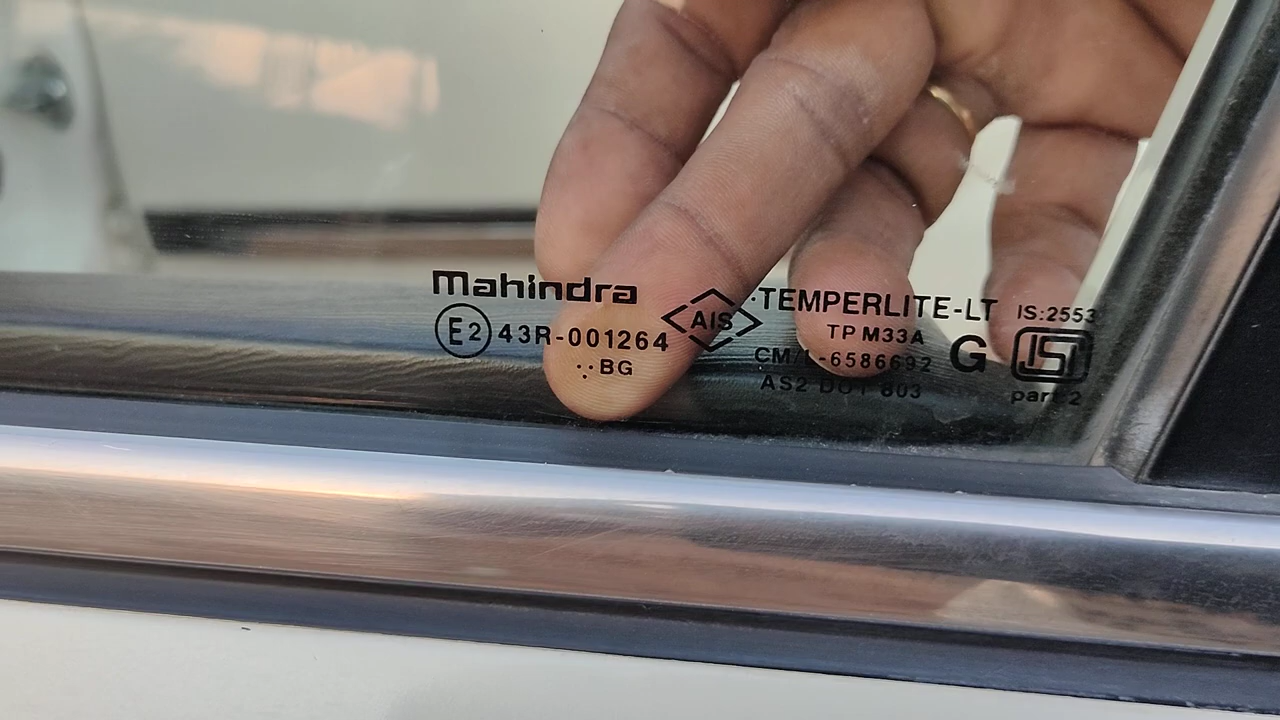 mahindra
E2 43R-001264
∵BG
AIS
TEMPERLITE-LT
TP M33A
CM/L-6586692
AS2 DOT 803
G
IS:2553
ISI
part 2